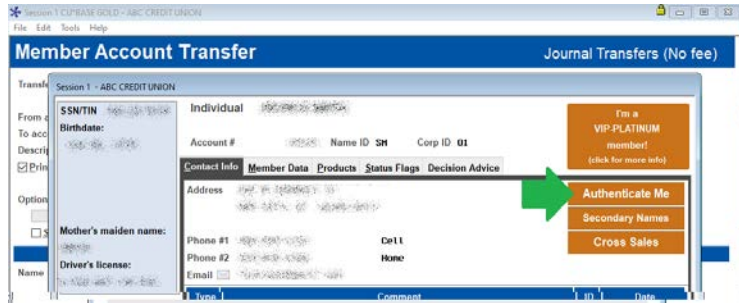 Session 1 CU*BASE GOLD - ABC CREDIT UNION
File Edit Tools Help
Member Account Transfer
Journal Transfers (No fee)
Session 1 - ABC CREDIT UNION
SSN/TIN
Birthdate:
Mother's maiden name:
Driver's license:
Individual
Account # Name ID SM Corp ID 01
Contact Info Member Data Products Status Flags Decision Advice
Address
Phone #1 Cell
Phone #2 Home
Email
Type Comment ID Date
I'm a
VIP-PLATINUM
member!
(click for more info)
Authenticate Me
Secondary Names
Cross Sales
Transfe
From a
To acc
Descrip
Prin
Option
S
Name